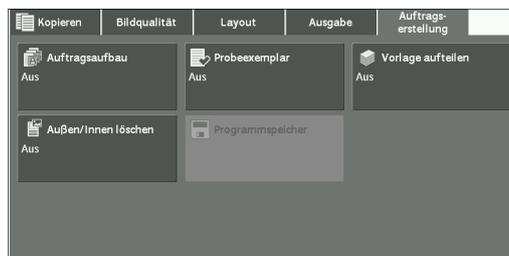 Kopieren
Bildqualität
Layout
Ausgabe
Auftrags-
erstellung
Auftragsaufbau
Aus
Probeexemplar
Aus
Vorlage aufteilen
Aus
Außen/Innen löschen
Aus
Programmspeicher